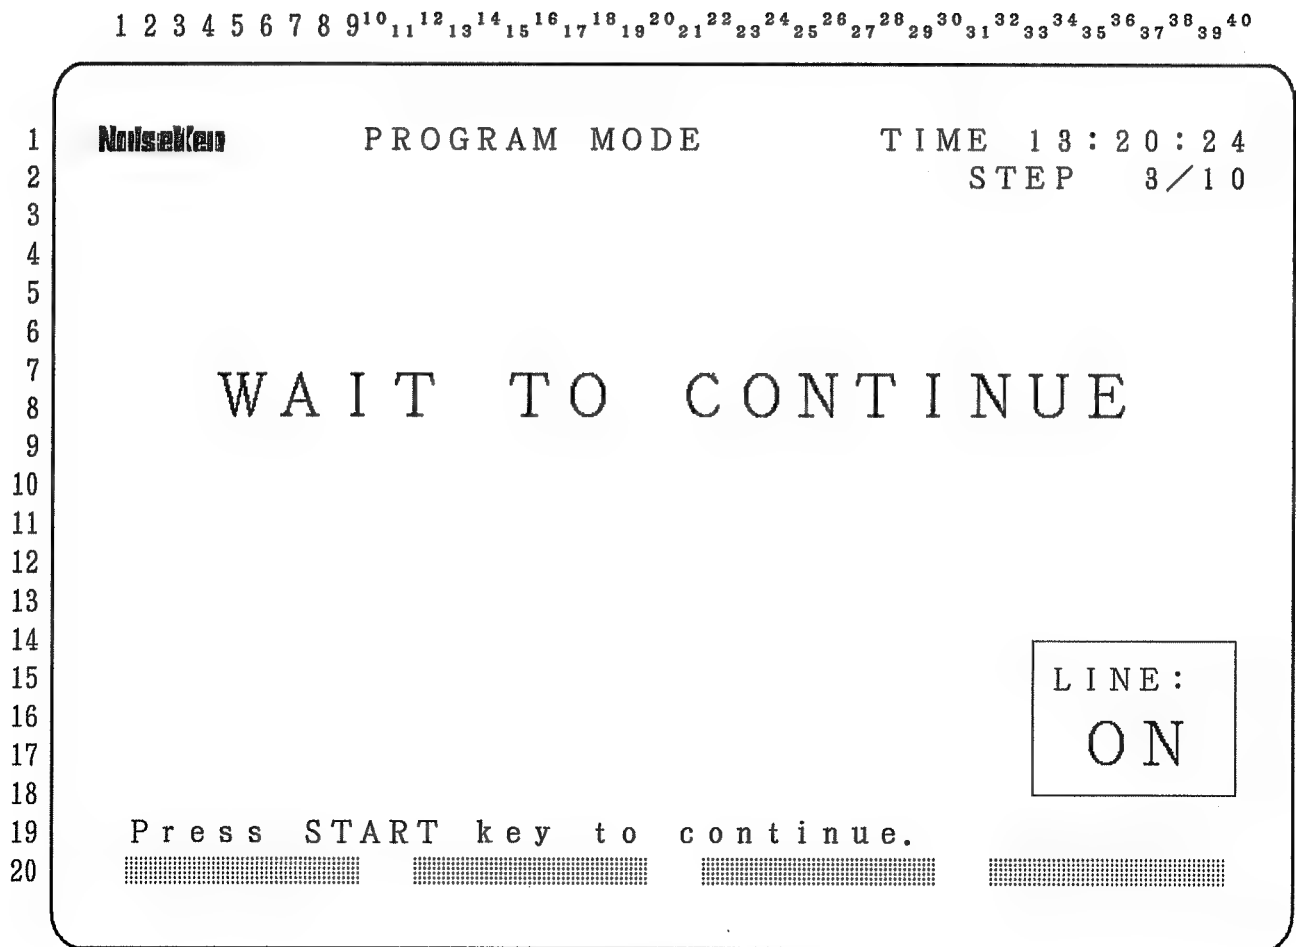 1 2 3 4 5 6 7 8 9 10 11 12 13 14 15 16 17 18 19 20 21 22 23 24 25 26 27 28 29 30 31 32 33 34 35 36 37 38 39 40
1 NoiseKen PROGRAM MODE TIME 13:20:24
2 STEP 3/10
3
4
5
6
7
WAIT TO CONTINUE
8
9
10
11
12
13
14
15 LINE:
16
ON
17
18
19 Press START key to continue.
20